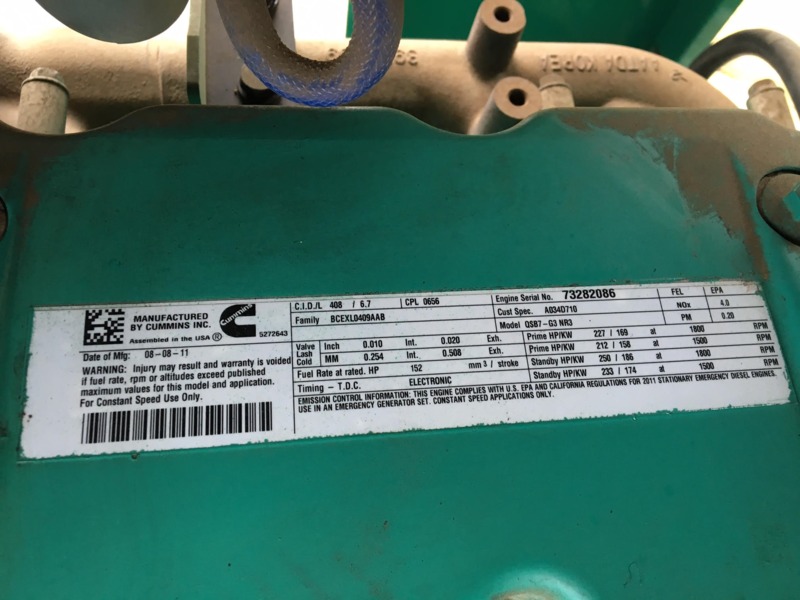 LATDA KOREA
MANUFACTURED
BY CUMMINS INC.
Assembled in the USA ®
Cummins
5272643
Date of Mfg: 08-08-11
WARNING: Injury may result and warranty is voided
if fuel rate, rpm or altitudes exceed published
maximum values for this model and application.
For Constant Speed Use Only.
C.I.D./L 408 / 6.7 CPL 0656
Family BCEXL0409AAB
Valve Lash Cold
Inch 0.010 Int. 0.020 Exh.
MM 0.254 Int. 0.508 Exh.
Fuel Rate at rated. HP 152 mm³ / stroke
Timing - T.D.C. ELECTRONIC
Engine Serial No. 73282086
Cust Spec. A034D710
Model QSB7-G3 NR3
FEL EPA
NOx 4.0
PM 0.20
Prime HP/KW 227 / 169 at 1800 RPM
Prime HP/KW 212 / 158 at 1500 RPM
Standby HP/KW 250 / 186 at 1800 RPM
Standby HP/KW 233 / 174 at 1500 RPM
EMISSION CONTROL INFORMATION: THIS ENGINE COMPLIES WITH U.S. EPA AND CALIFORNIA REGULATIONS FOR 2011 STATIONARY EMERGENCY DIESEL ENGINES.
USE IN AN EMERGENCY GENERATOR SET. CONSTANT SPEED APPLICATIONS ONLY.